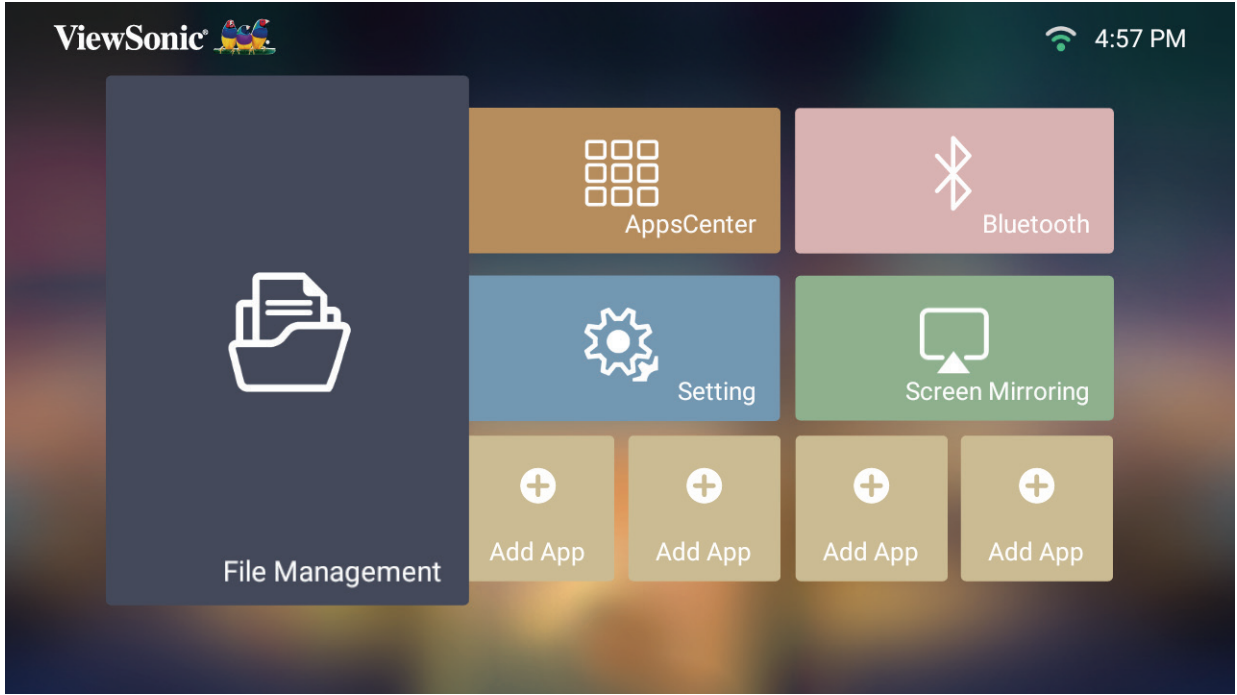 ViewSonic®
4:57 PM
AppsCenter
Bluetooth
Setting
Screen Mirroring
File Management
Add App
Add App
Add App
Add App